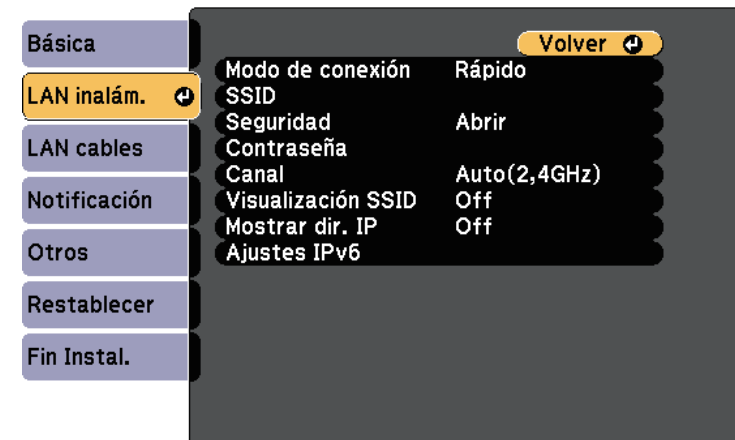 Básica
LAN inalám.
LAN cables
Notificación
Otros
Restablecer
Fin Instal.
Volver
Modo de conexión Rápido
SSID
Seguridad Abrir
Contraseña
Canal Auto(2,4GHz)
Visualización SSID Off
Mostrar dir. IP Off
Ajustes IPv6